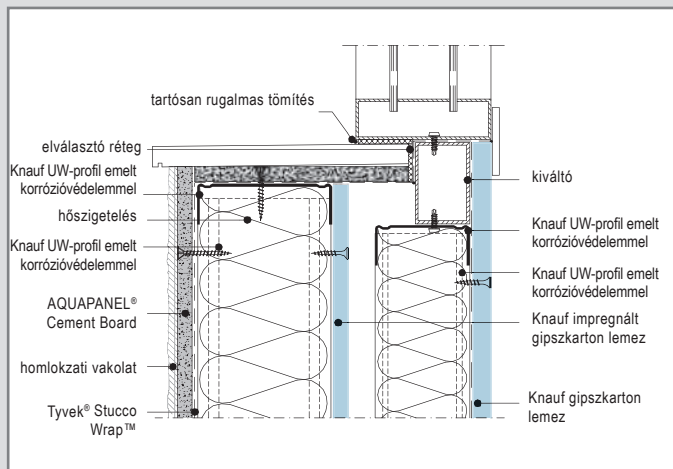 tartósan rugalmas tömítés
elválasztó réteg
Knauf UW-profil emelt
korrózióvédelemmel
hőszigetelés
Knauf UW-profil emelt
korrózióvédelemmel
AQUAPANEL®
Cement Board
homlokzati vakolat
Tyvek® Stucco
Wrap™
kiváltó
Knauf UW-profil emelt
korrózióvédelemmel
Knauf UW-profil emelt
korrózióvédelemmel
Knauf impregnált
gipszkarton lemez
Knauf gipszkarton
lemez